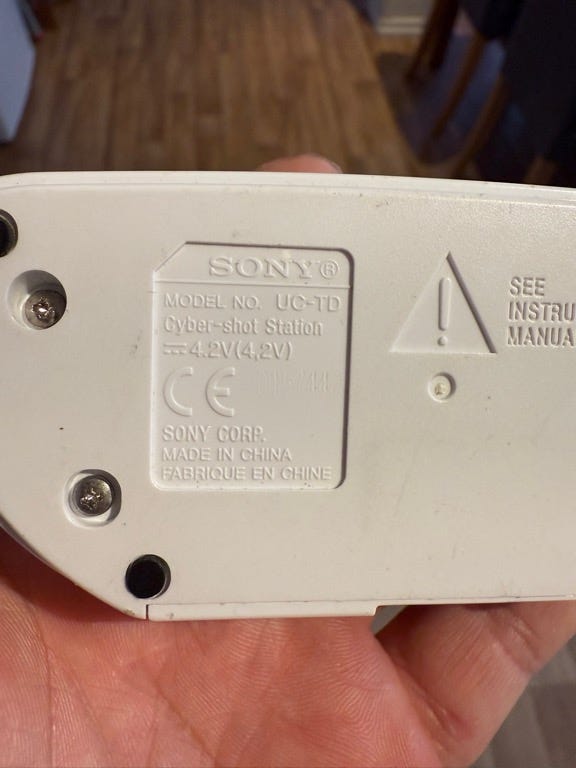 SONY®
MODEL NO. UC-TD
Cyber-shot Station
⎓4.2V(4,2V)
CE
SONY CORP.
MADE IN CHINA
FABRIQUE EN CHINE
!
SEE
INSTRU
MANUA